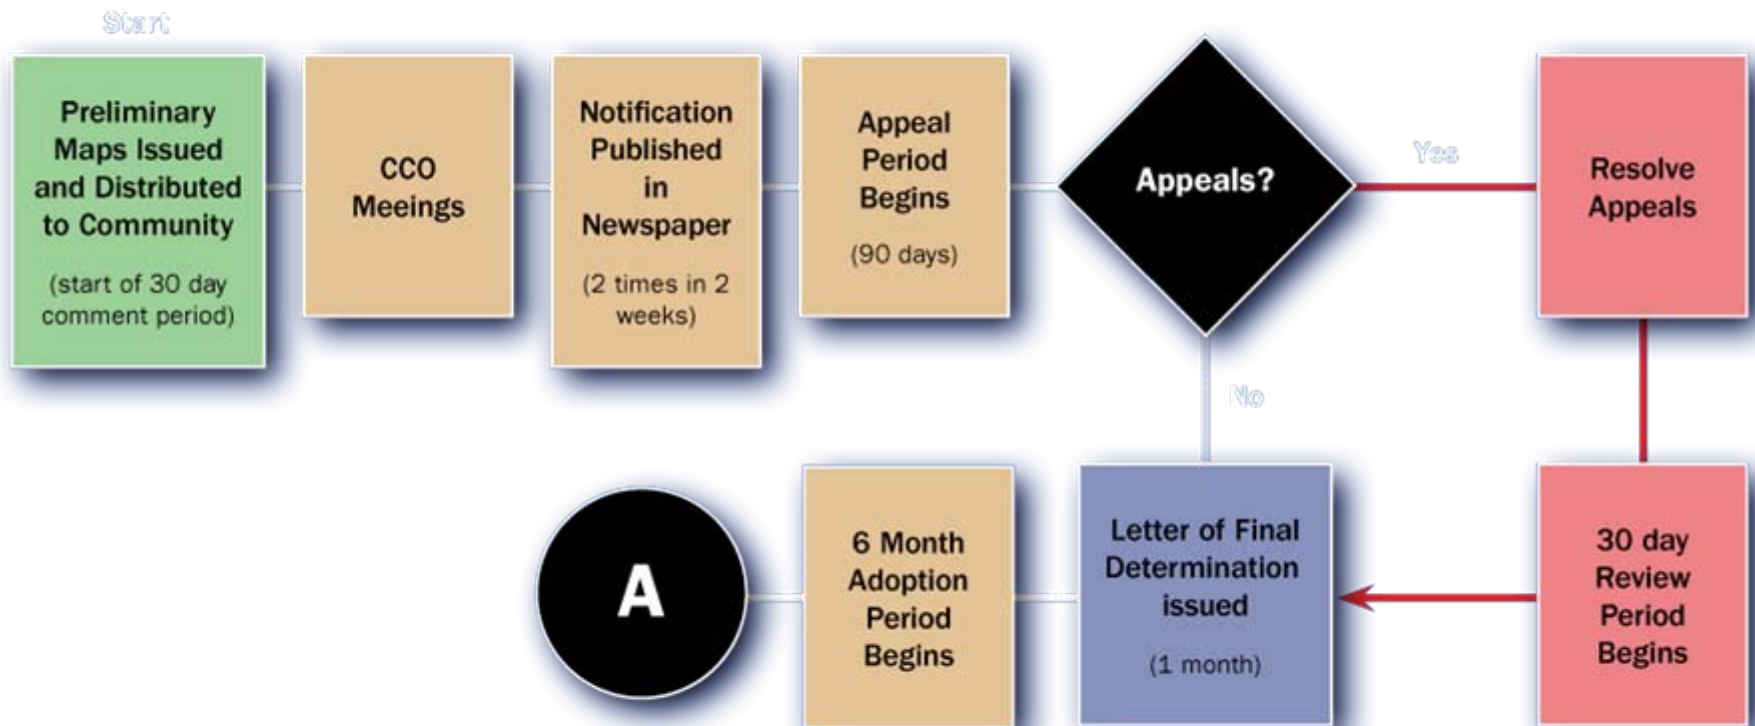 Start
Preliminary
Maps Issued
and Distributed
to Community
(start of 30 day
comment period)
CCO
Meeings
Notification
Published
in
Newspaper
(2 times in 2
weeks)
Appeal
Period
Begins
(90 days)
Appeals?
Yes
Resolve
Appeals
No
30 day
Review
Period
Begins
Letter of Final
Determination
issued
(1 month)
6 Month
Adoption
Period
Begins
A